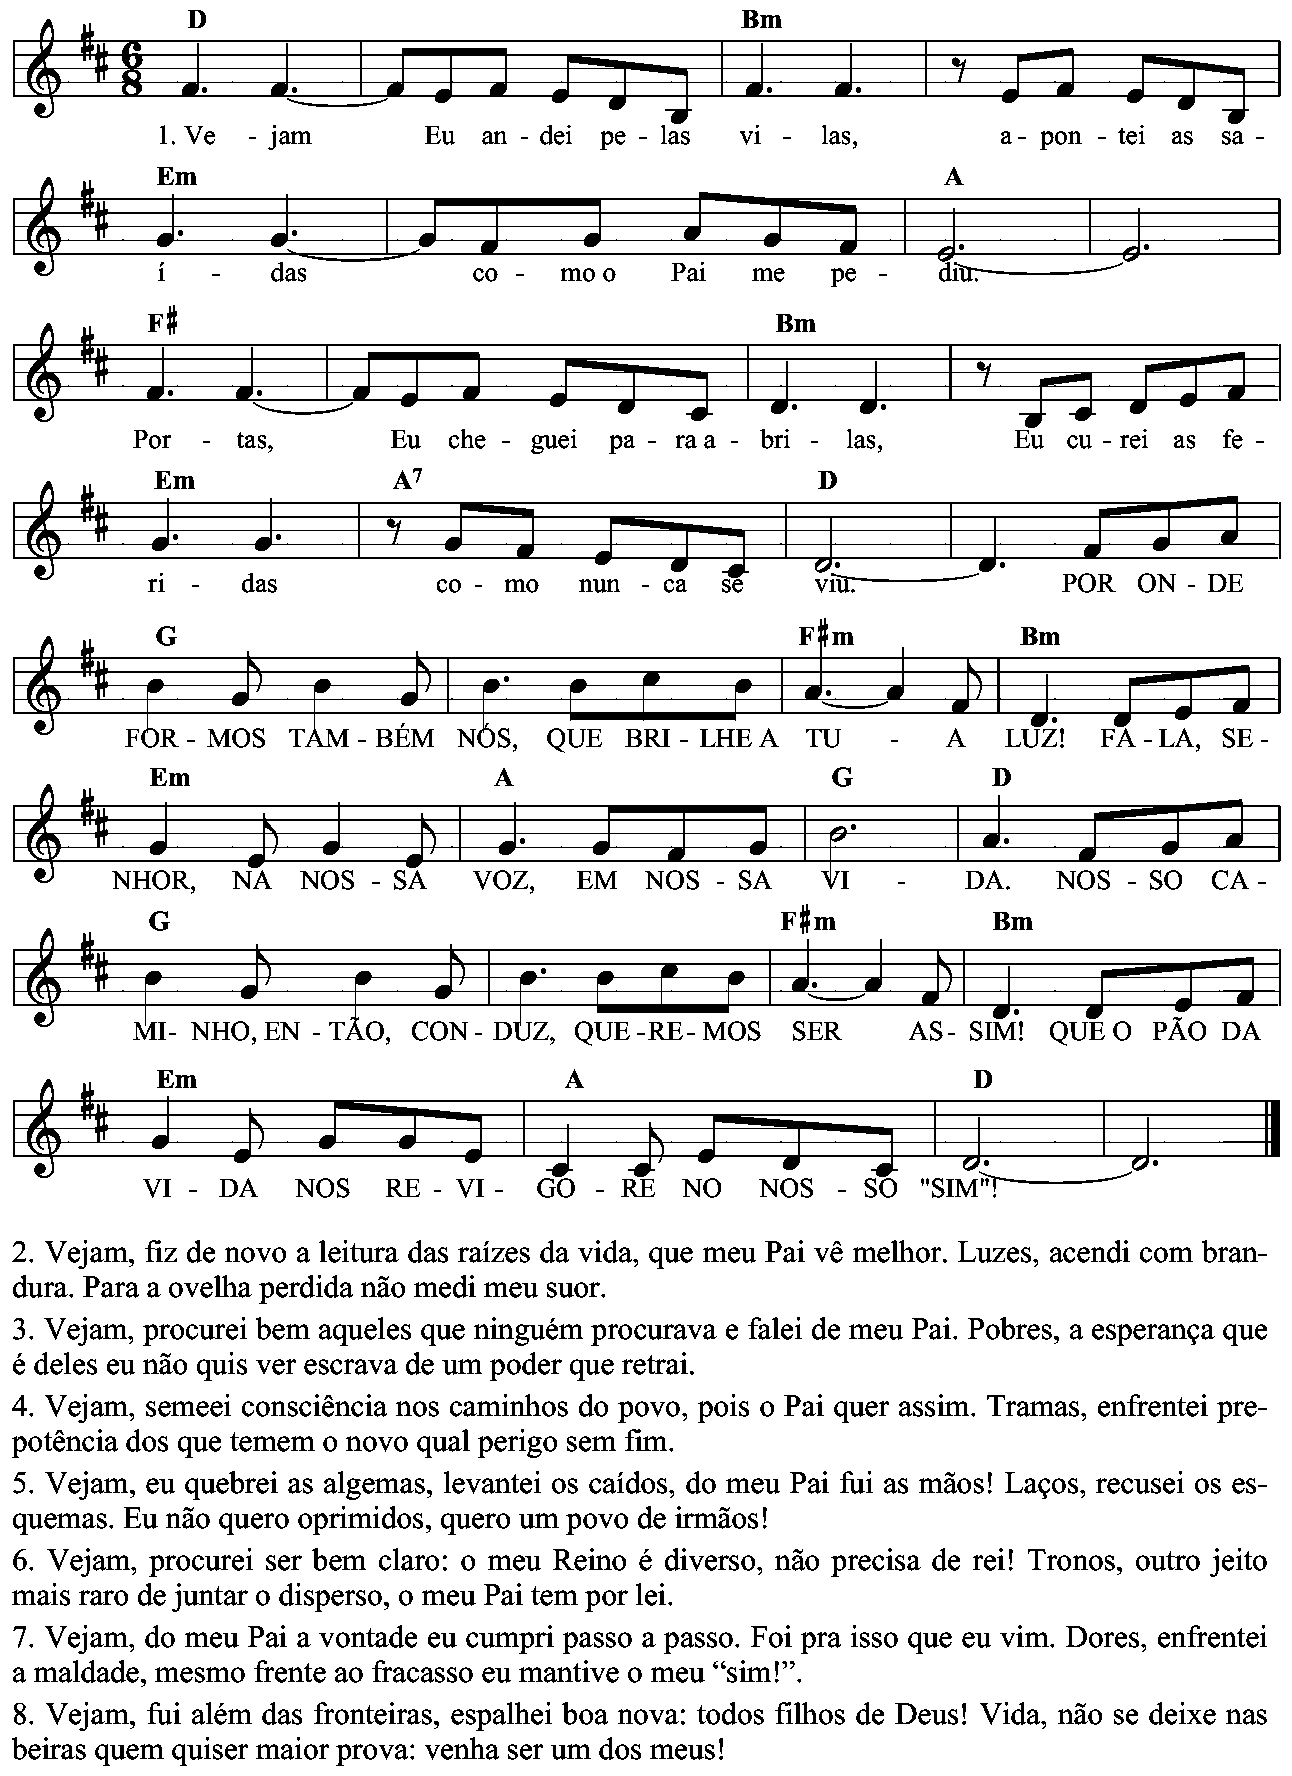 D Bm
6
8
1. Ve - jam Eu an - dei pe - las vi - las, a - pon - tei as sa -
Em A
í - das co - mo o Pai me pe - diu.
F# Bm
Por - tas, Eu che - guei pa - ra a - bri - las, Eu cu - rei as fe -
Em A7 D
ri - das co - mo nun - ca se viu. POR ON - DE
G F#m Bm
FOR - MOS TAM - BÉM NÓS, QUE BRI - LHE A TU - A LUZ! FA - LA, SE -
Em A G D
NHOR, NA NOS - SA VOZ, EM NOS - SA VI - DA. NOS - SO CA -
G F#m Bm
MI - NHO, EN - TÃO, CON - DUZ, QUE - RE - MOS SER AS - SIM! QUE O PÃO DA
Em A D
VI - DA NOS RE - VI - GO - RE NO NOS - SO "SIM"!
2. Vejam, fiz de novo a leitura das raízes da vida, que meu Pai vê melhor. Luzes, acendi com bran-
dura. Para a ovelha perdida não medi meu suor.
3. Vejam, procurei bem aqueles que ninguém procurava e falei de meu Pai. Pobres, a esperança que
é deles eu não quis ver escrava de um poder que retrai.
4. Vejam, semeei consciência nos caminhos do povo, pois o Pai quer assim. Tramas, enfrentei pre-
potência dos que temem o novo qual perigo sem fim.
5. Vejam, eu quebrei as algemas, levantei os caídos, do meu Pai fui as mãos! Laços, recusei os es-
quemas. Eu não quero oprimidos, quero um povo de irmãos!
6. Vejam, procurei ser bem claro: o meu Reino é diverso, não precisa de rei! Tronos, outro jeito
mais raro de juntar o disperso, o meu Pai tem por lei.
7. Vejam, do meu Pai a vontade eu cumpri passo a passo. Foi pra isso que eu vim. Dores, enfrentei
a maldade, mesmo frente ao fracasso eu mantive o meu “sim!”.
8. Vejam, fui além das fronteiras, espalhei boa nova: todos filhos de Deus! Vida, não se deixe nas
beiras quem quiser maior prova: venha ser um dos meus!